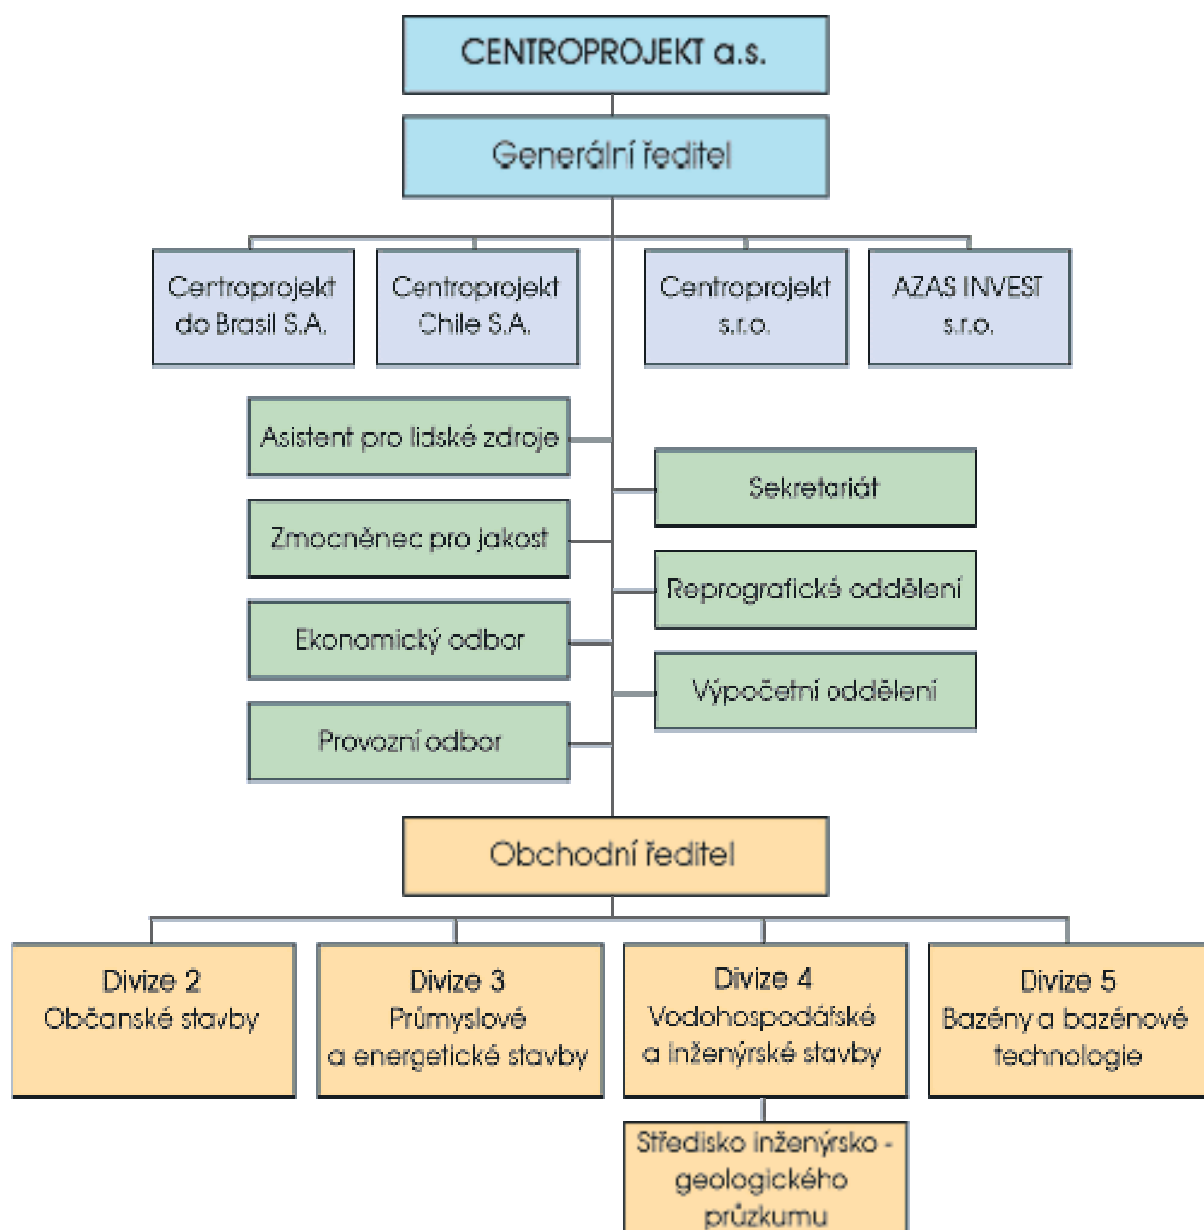 CENTROPROJEKT a.s.
Generální ředitel
Centroprojekt
do Brasil S.A.
Centroprojekt
Chile S.A.
Centroprojekt
s.r.o.
AZAS INVEST
s.r.o.
Asistent pro lidské zdroje
Sekretariát
Zmocněnec pro jakost
Reprografické oddělení
Ekonomický odbor
Výpočetní oddělení
Provozní odbor
Obchodní ředitel
Divize 2
Občanské stavby
Divize 3
Průmyslové
a energetické stavby
Divize 4
Vodohospodářské
a inženýrské stavby
Divize 5
Bazény a bazénové
technologie
Středisko inženýrsko -
geologického
průzkumu